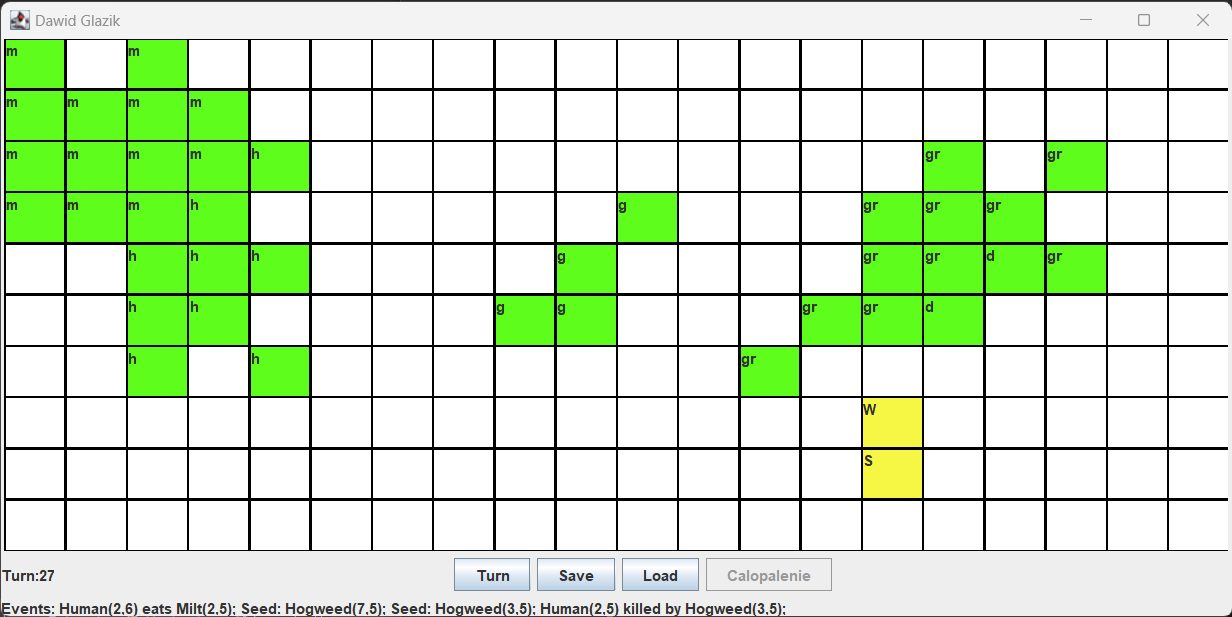 Dawid Glazik
m m
m m m m
m m m m h gr gr
m m m h g gr gr gr
h h h g gr gr d gr
h h g g gr gr d
h h gr
W
S
Turn:27 Turn Save Load Calopalenie
Events: Human(2,6) eats Milt(2,5); Seed: Hogweed(7,5); Seed: Hogweed(3,5); Human(2,5) killed by Hogweed(3,5);